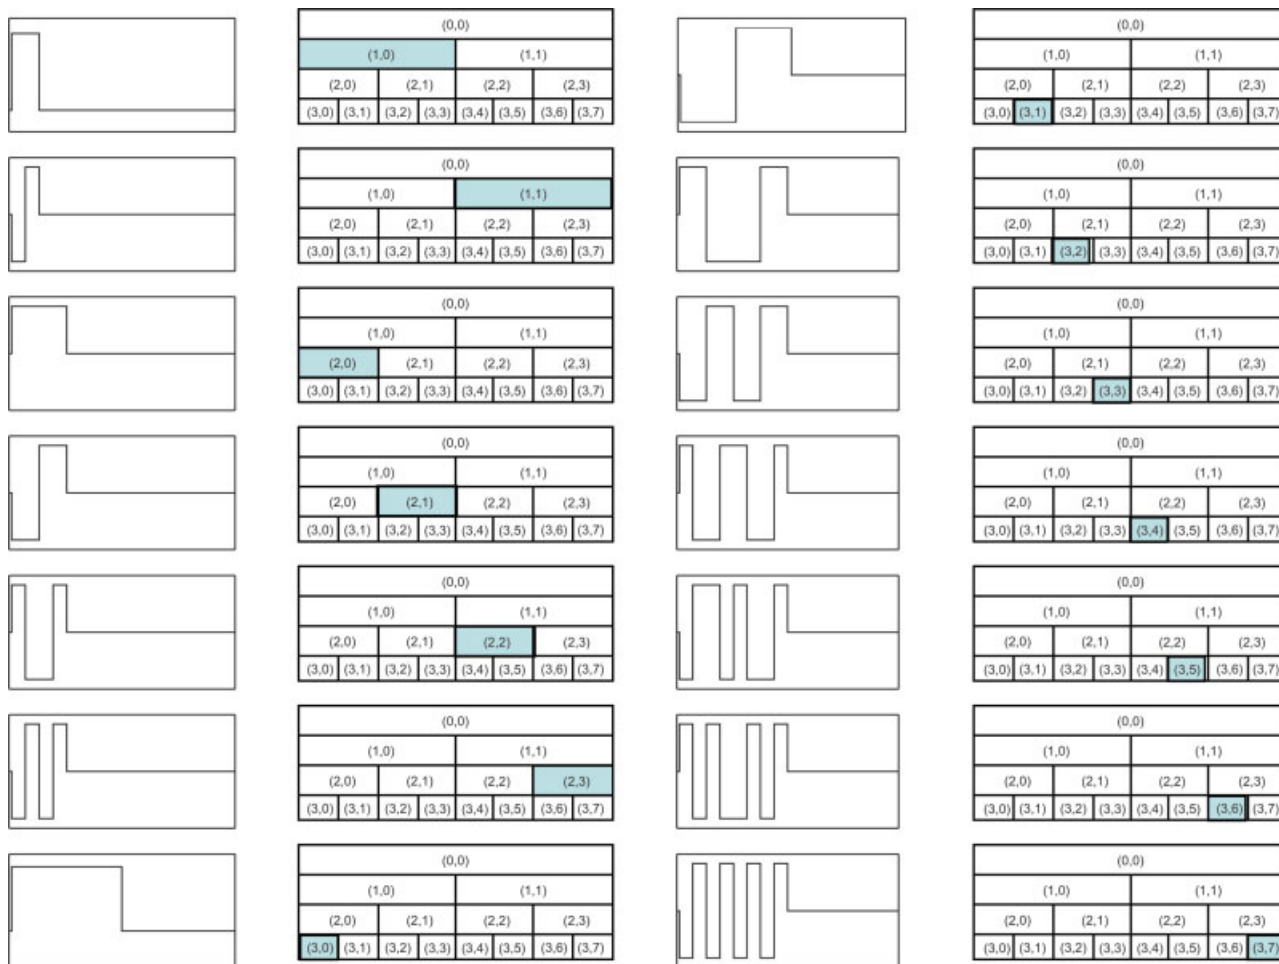 (0,0)
(1,0) (1,1)
(2,0) (2,1) (2,2) (2,3)
(3,0) (3,1) (3,2) (3,3) (3,4) (3,5) (3,6) (3,7)
(0,0)
(1,0) (1,1)
(2,0) (2,1) (2,2) (2,3)
(3,0) (3,1) (3,2) (3,3) (3,4) (3,5) (3,6) (3,7)
(0,0)
(1,0) (1,1)
(2,0) (2,1) (2,2) (2,3)
(3,0) (3,1) (3,2) (3,3) (3,4) (3,5) (3,6) (3,7)
(0,0)
(1,0) (1,1)
(2,0) (2,1) (2,2) (2,3)
(3,0) (3,1) (3,2) (3,3) (3,4) (3,5) (3,6) (3,7)
(0,0)
(1,0) (1,1)
(2,0) (2,1) (2,2) (2,3)
(3,0) (3,1) (3,2) (3,3) (3,4) (3,5) (3,6) (3,7)
(0,0)
(1,0) (1,1)
(2,0) (2,1) (2,2) (2,3)
(3,0) (3,1) (3,2) (3,3) (3,4) (3,5) (3,6) (3,7)
(0,0)
(1,0) (1,1)
(2,0) (2,1) (2,2) (2,3)
(3,0) (3,1) (3,2) (3,3) (3,4) (3,5) (3,6) (3,7)
(0,0)
(1,0) (1,1)
(2,0) (2,1) (2,2) (2,3)
(3,0) (3,1) (3,2) (3,3) (3,4) (3,5) (3,6) (3,7)
(0,0)
(1,0) (1,1)
(2,0) (2,1) (2,2) (2,3)
(3,0) (3,1) (3,2) (3,3) (3,4) (3,5) (3,6) (3,7)
(0,0)
(1,0) (1,1)
(2,0) (2,1) (2,2) (2,3)
(3,0) (3,1) (3,2) (3,3) (3,4) (3,5) (3,6) (3,7)
(0,0)
(1,0) (1,1)
(2,0) (2,1) (2,2) (2,3)
(3,0) (3,1) (3,2) (3,3) (3,4) (3,5) (3,6) (3,7)
(0,0)
(1,0) (1,1)
(2,0) (2,1) (2,2) (2,3)
(3,0) (3,1) (3,2) (3,3) (3,4) (3,5) (3,6) (3,7)
(0,0)
(1,0) (1,1)
(2,0) (2,1) (2,2) (2,3)
(3,0) (3,1) (3,2) (3,3) (3,4) (3,5) (3,6) (3,7)
(0,0)
(1,0) (1,1)
(2,0) (2,1) (2,2) (2,3)
(3,0) (3,1) (3,2) (3,3) (3,4) (3,5) (3,6) (3,7)